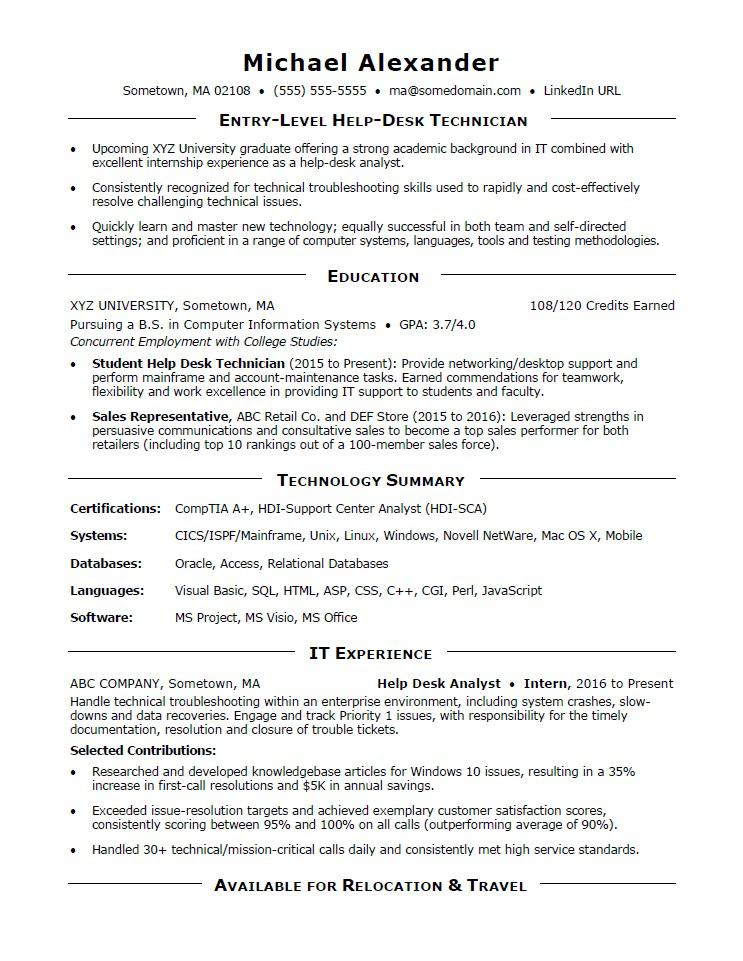 Michael Alexander
Sometown, MA 02108 • (555) 555-5555 • ma@somedomain.com • LinkedIn URL
Entry-Level Help-Desk Technician
• Upcoming XYZ University graduate offering a strong academic background in IT combined with
excellent internship experience as a help-desk analyst.
• Consistently recognized for technical troubleshooting skills used to rapidly and cost-effectively
resolve challenging technical issues.
• Quickly learn and master new technology; equally successful in both team and self-directed
settings; and proficient in a range of computer systems, languages, tools and testing methodologies.
Education
XYZ UNIVERSITY, Sometown, MA 108/120 Credits Earned
Pursuing a B.S. in Computer Information Systems • GPA: 3.7/4.0
Concurrent Employment with College Studies:
• Student Help Desk Technician (2015 to Present): Provide networking/desktop support and
perform mainframe and account-maintenance tasks. Earned commendations for teamwork,
flexibility and work excellence in providing IT support to students and faculty.
• Sales Representative, ABC Retail Co. and DEF Store (2015 to 2016): Leveraged strengths in
persuasive communications and consultative sales to become a top sales performer for both
retailers (including top 10 rankings out of a 100-member sales force).
Technology Summary
Certifications: CompTIA A+, HDI-Support Center Analyst (HDI-SCA)
Systems: CICS/ISPF/Mainframe, Unix, Linux, Windows, Novell NetWare, Mac OS X, Mobile
Databases: Oracle, Access, Relational Databases
Languages: Visual Basic, SQL, HTML, ASP, CSS, C++, CGI, Perl, JavaScript
Software: MS Project, MS Visio, MS Office
IT Experience
ABC COMPANY, Sometown, MA Help Desk Analyst • Intern, 2016 to Present
Handle technical troubleshooting within an enterprise environment, including system crashes, slow-
downs and data recoveries. Engage and track Priority 1 issues, with responsibility for the timely
documentation, resolution and closure of trouble tickets.
Selected Contributions:
• Researched and developed knowledgebase articles for Windows 10 issues, resulting in a 35%
increase in first-call resolutions and $5K in annual savings.
• Exceeded issue-resolution targets and achieved exemplary customer satisfaction scores,
consistently scoring between 95% and 100% on all calls (outperforming average of 90%).
• Handled 30+ technical/mission-critical calls daily and consistently met high service standards.
Available for Relocation & Travel